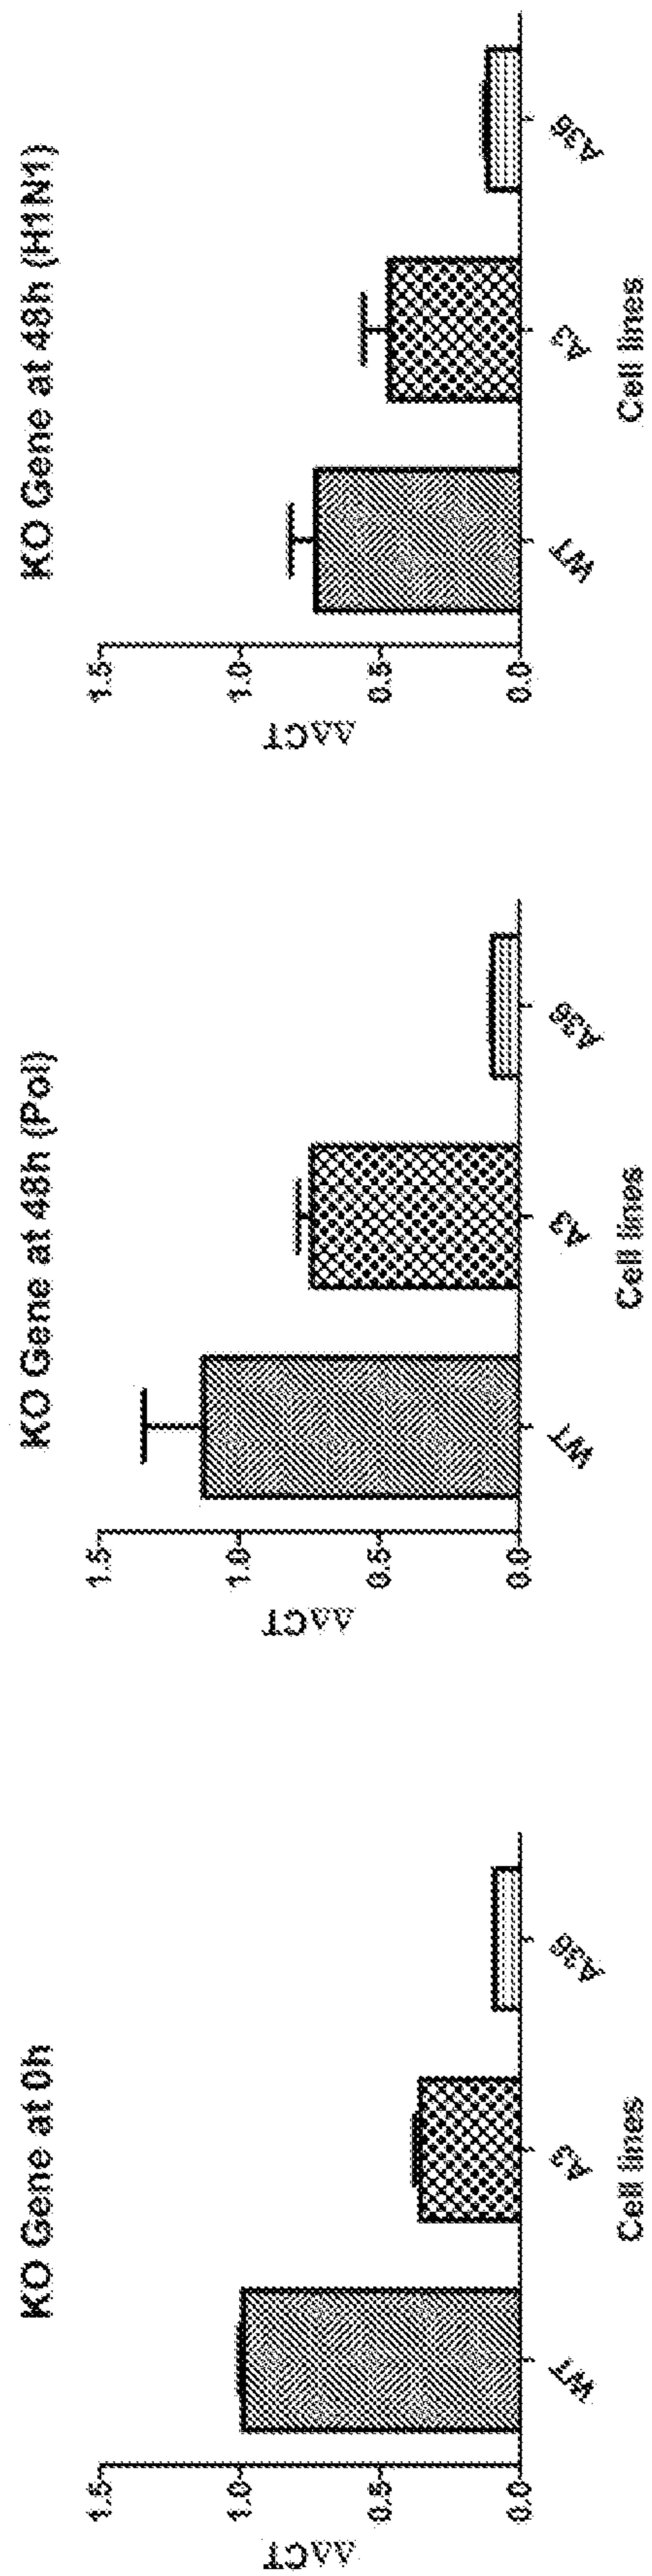 KO Gene at 0h
ΔΔCT
1.5
1.0
0.5
0.0
WT
A3
A36
Cell lines
KO Gene at 48h (Pol)
ΔΔCT
1.5
1.0
0.5
0.0
WT
A3
A36
Cell lines
KO Gene at 48h (H1N1)
ΔΔCT
1.5
1.0
0.5
0.0
WT
A3
A36
Cell lines